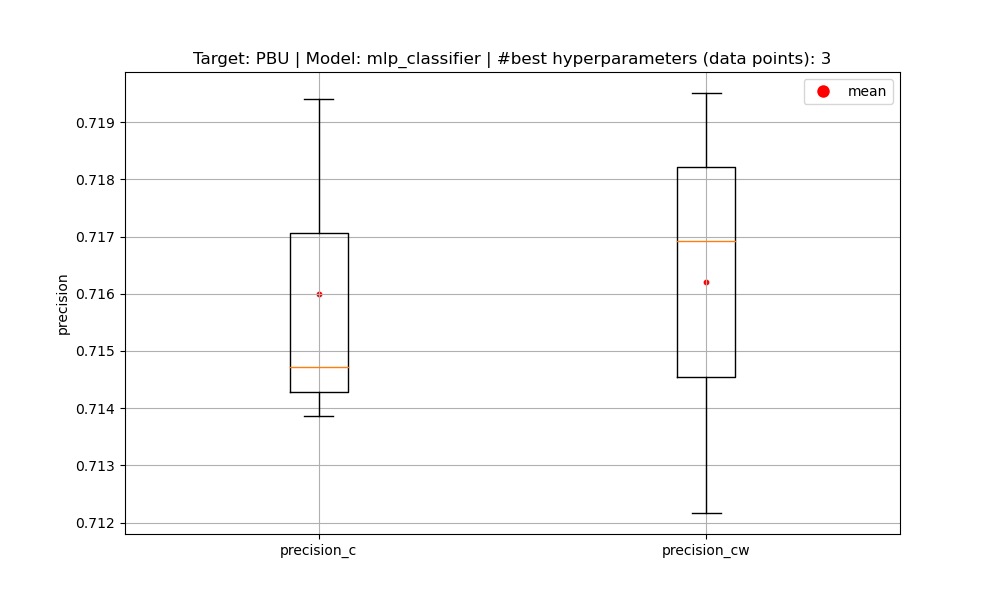 Target: PBU | Model: mlp_classifier | #best hyperparameters (data points): 3
mean
0.719
0.718
0.717
0.716
0.715
0.714
0.713
0.712
precision
precision_c
precision_cw